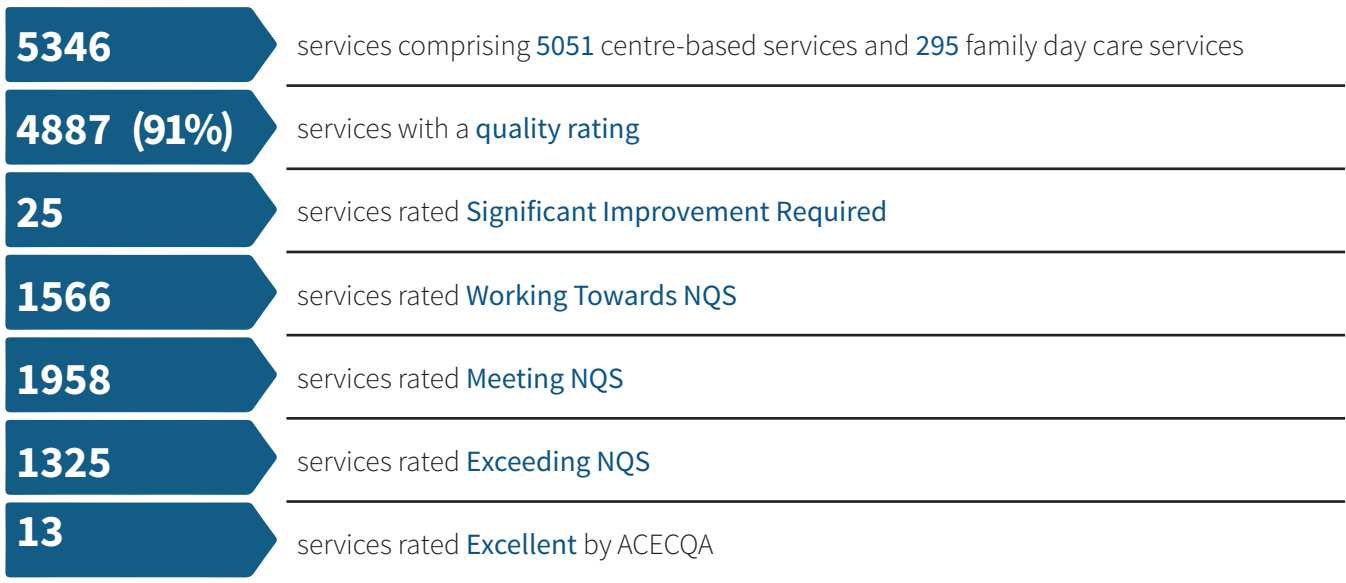 5346 services comprising 5051 centre-based services and 295 family day care services
4887 (91%) services with a quality rating
25 services rated Significant Improvement Required
1566 services rated Working Towards NQS
1958 services rated Meeting NQS
1325 services rated Exceeding NQS
13 services rated Excellent by ACECQA